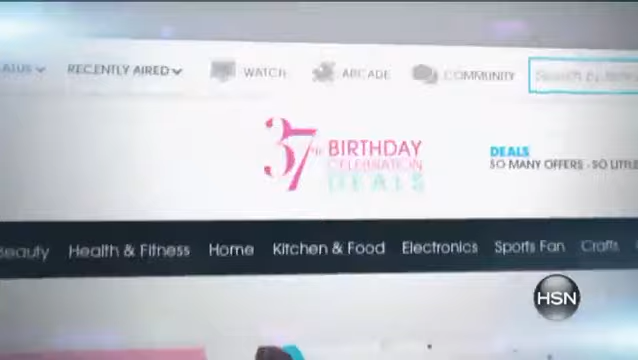 RECENTLY AIRED
WATCH
ARCADE
COMMUNITY
37th BIRTHDAY
CELEBRATION
DEALS
DEALS
SO MANY OFFERS - SO LITTLE
Beauty Health & Fitness Home Kitchen & Food Electronics Sports Fan Crafts
HSN